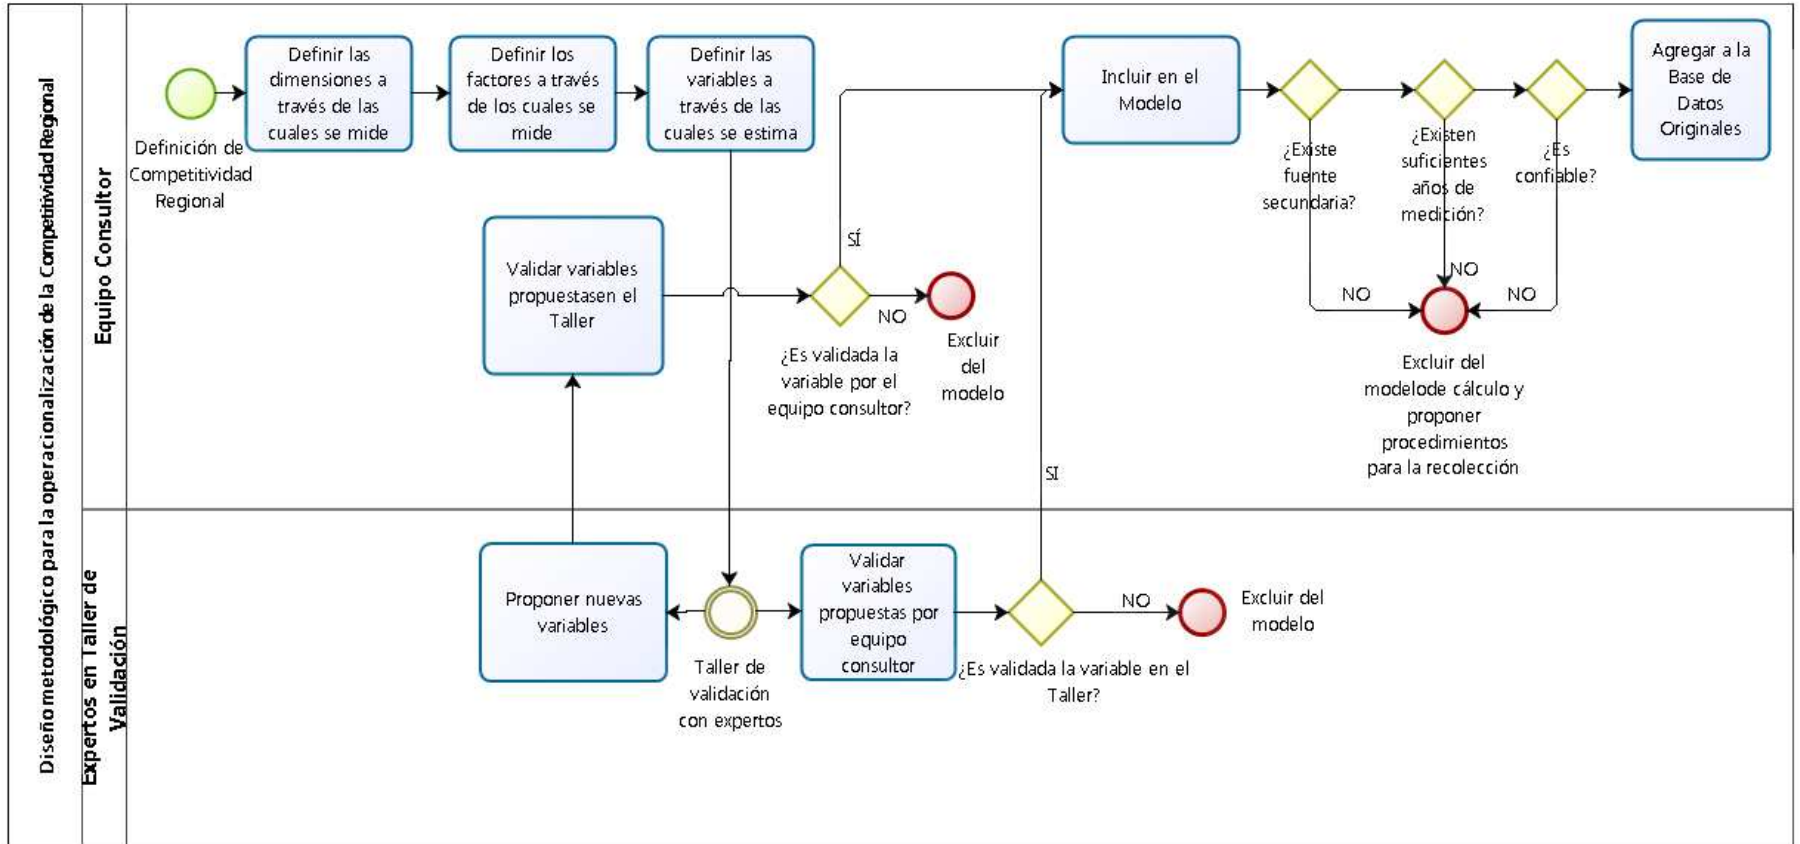 Diseño metodológico para la operacionalización de la Competitividad Regional
Equipo Consultor
Definición de
Competitividad
Regional
Definir las
dimensiones a
través de las
cuales se mide
Definir los
factores a través
de los cuales se
mide
Definir las
variables a
través de las
cuales se estima
Incluir en el
Modelo
¿Existe
fuente
secundaria?
¿Existen
suficientes
años de
medición?
¿Es
confiable?
Agregar a la
Base de
Datos
Originales
Validar variables
propuestasen el
Taller
SÍ
NO
¿Es validada la
variable por el
equipo consultor?
Excluir
del
modelo
NO
NO
NO
Excluir del
modelode cálculo y
proponer
procedimientos
para la recolección
SI
Expertos en Taller de
Validación
Proponer nuevas
variables
Taller de
validación
con expertos
Validar
variables
propuestas por
equipo
consultor
¿Es validada la variable en el
Taller?
NO
Excluir del
modelo